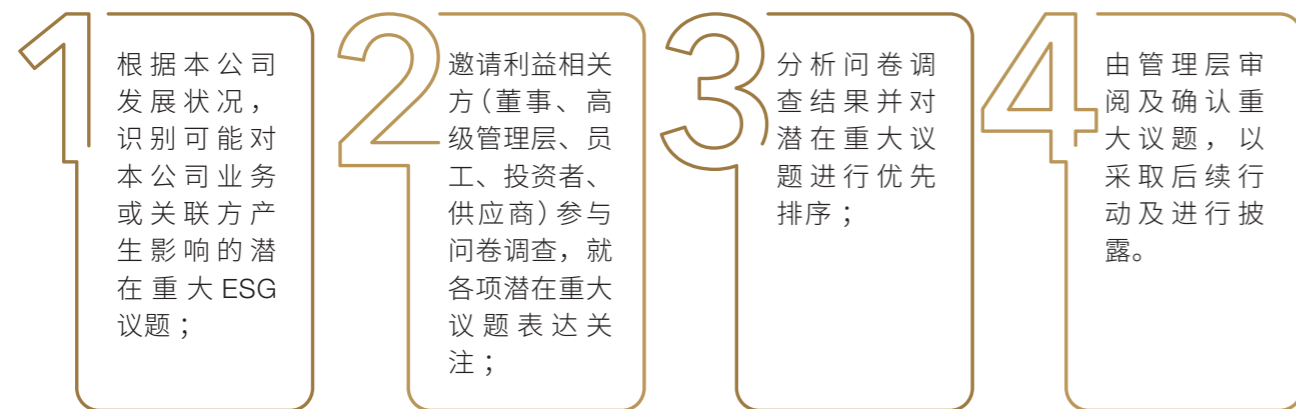 1
根据本公司
发展状况，
识别可能对
本公司业务
或关联方产
生影响的潜
在重大ESG
议题；
2
邀请利益相关
方（董事、高
级管理层、员
工、投资者、
供应商）参与
问卷调查，就
各项潜在重大
议题表达关
注；
3
分析问卷调
查结果并对
潜在重大议
题进行优先
排序；
4
由管理层审
阅及确认重
大议题，以
采取后续行
动及进行披
露。